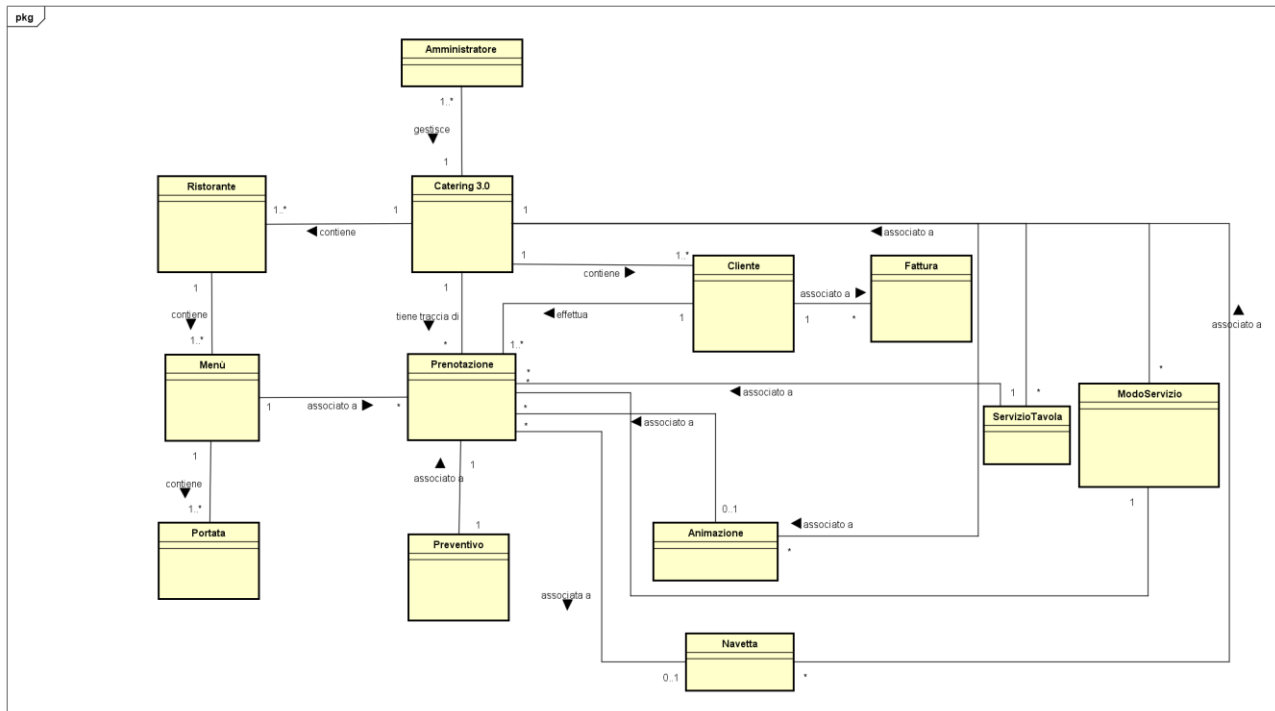 pkg
Amministratore
1..*
gestisce
1
Ristorante
Catering 3.0
1..*
1
1
contiene
associato a
1
1..*
Cliente
Fattura
contiene
associato a
1
1
contiene
tiene traccia di
effettua
1
1
*
associato a
1..*
*
1..*
*
Menù
Prenotazione
*
*
1
*
ModoServizio
associato a
ServizioTavola
1
associato a
*
*
associato a
*
1
contiene
1
associato a
1
1..*
0..1
Portata
1
Preventivo
Animazione
associato a
*
associata a
Navetta
0..1
*